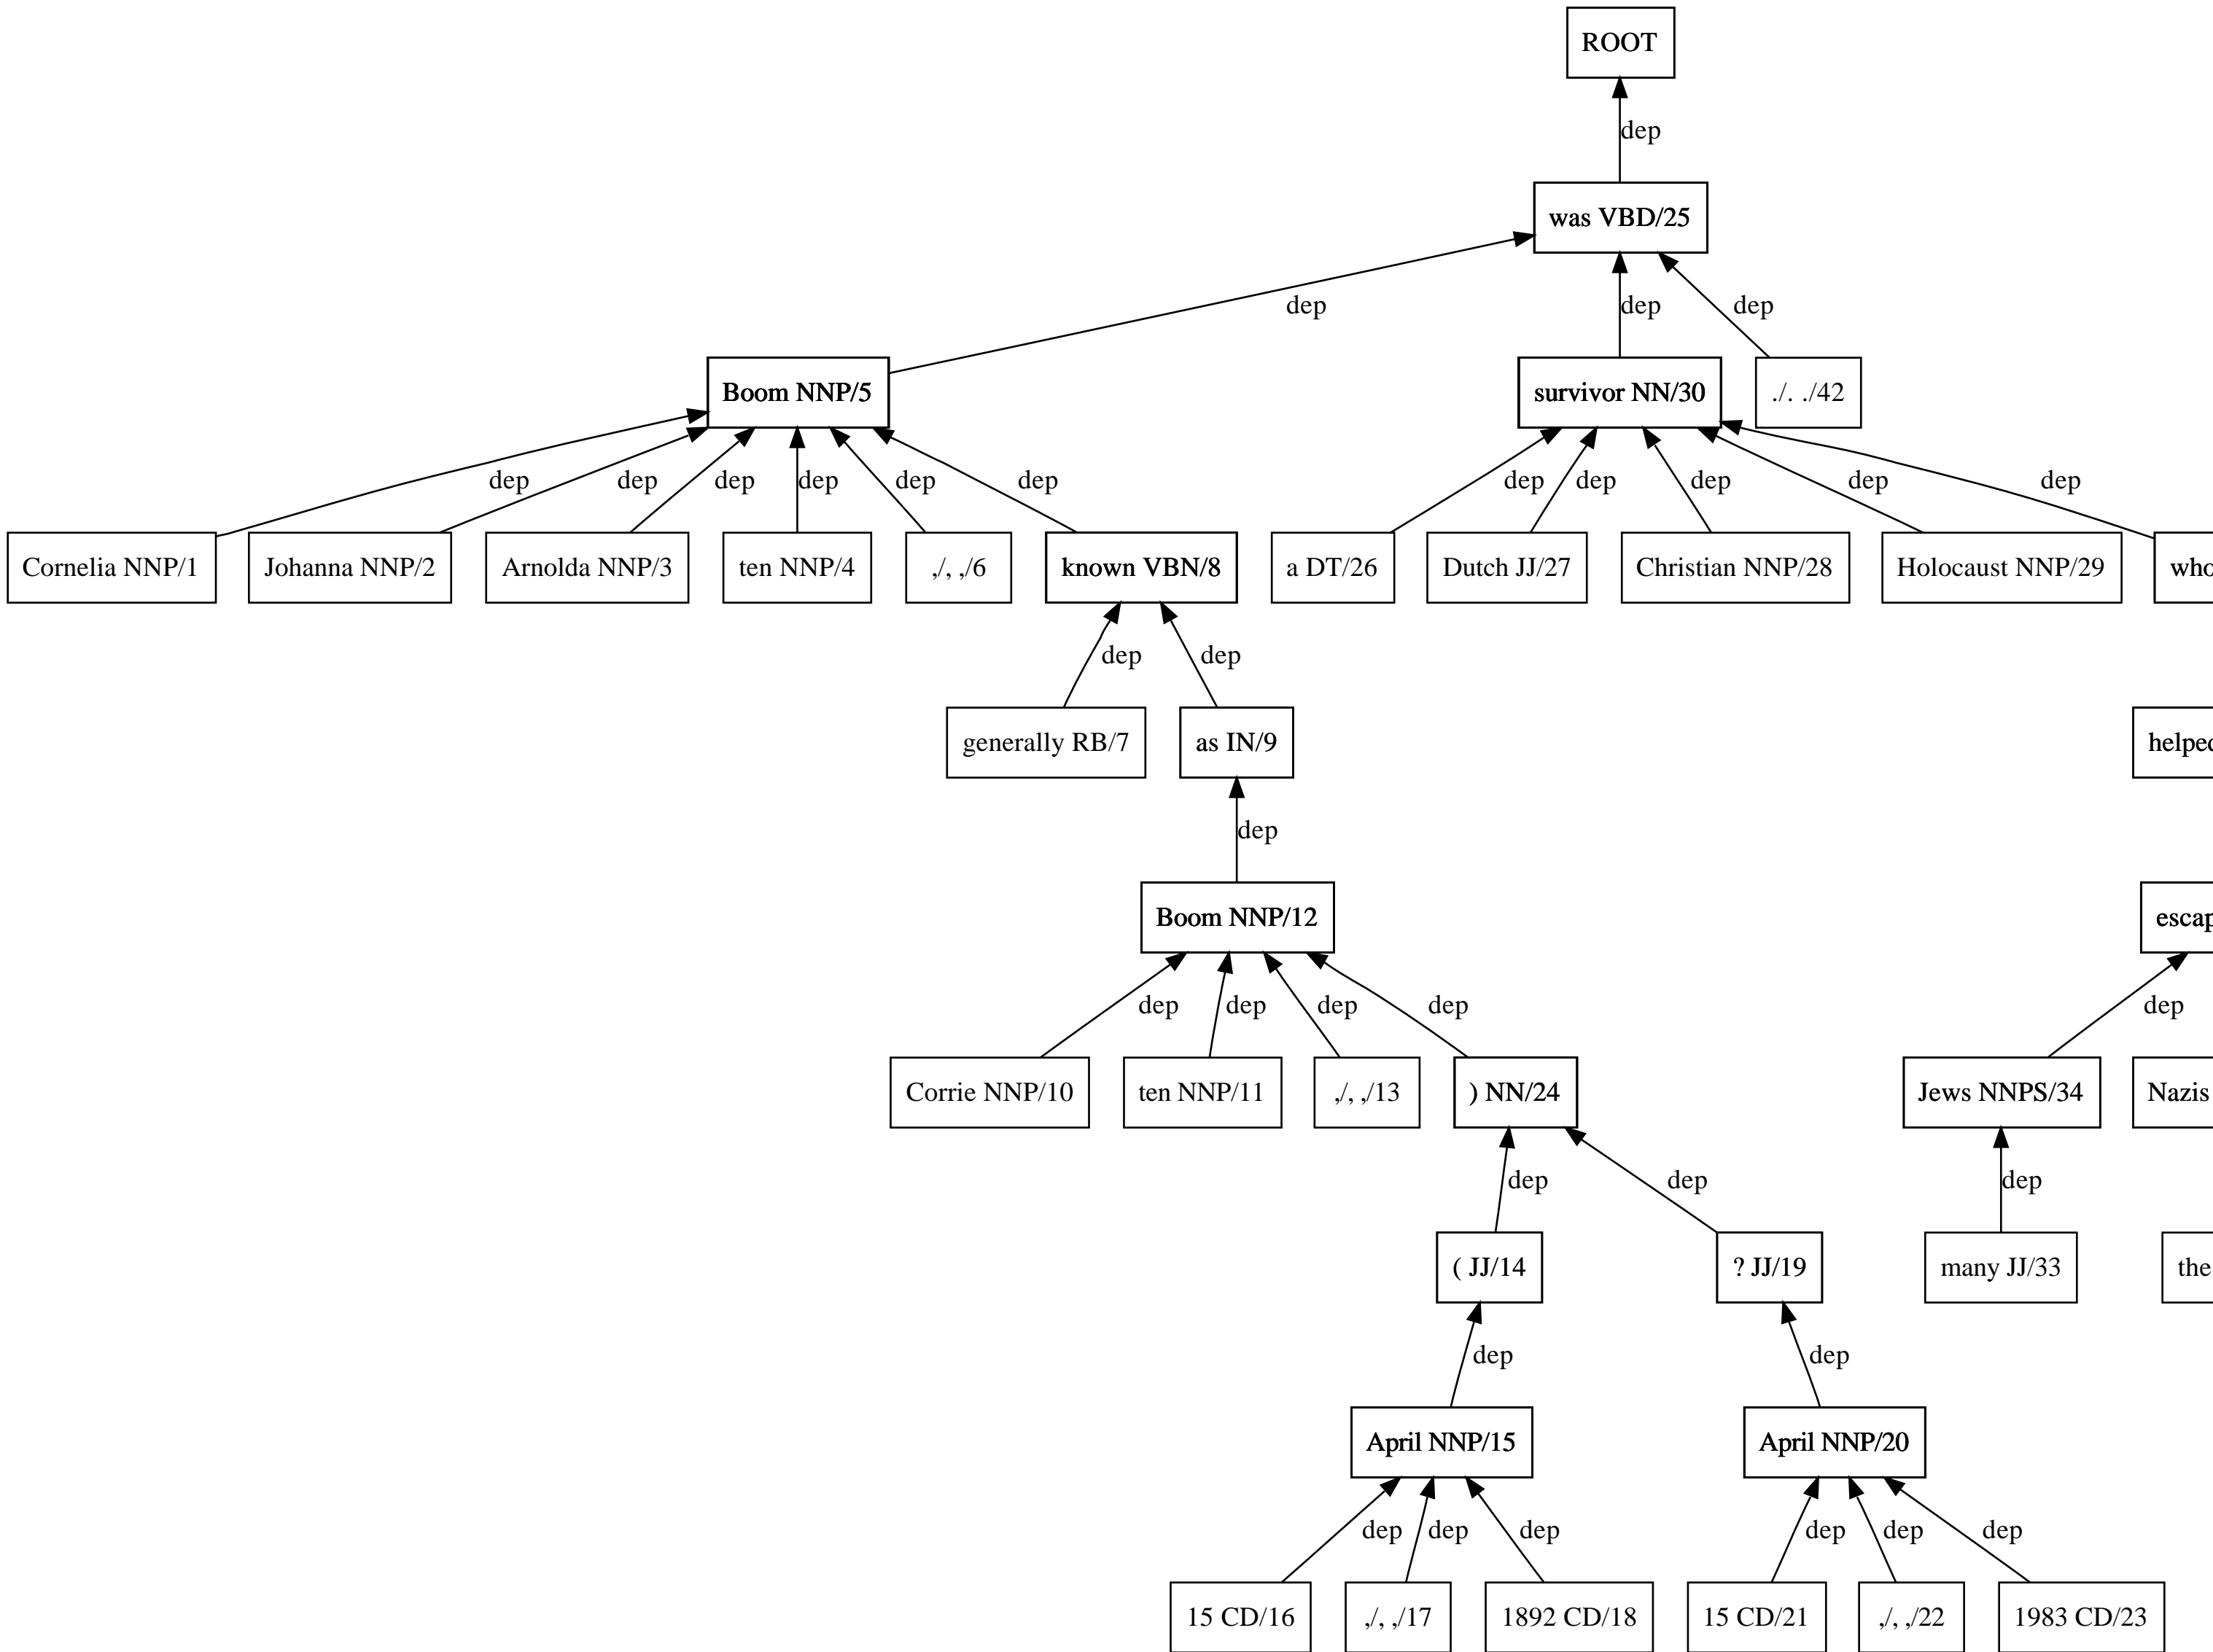 ROOT
dep
was VBD/25
dep dep dep
Boom NNP/5 survivor NN/30 ./. ./42
dep dep dep dep dep dep dep dep dep dep dep
Cornelia NNP/1 Johanna NNP/2 Arnolda NNP/3 ten NNP/4 ,/, ,/6 known VBN/8 a DT/26 Dutch JJ/27 Christian NNP/28 Holocaust NNP/29 who
dep dep
generally RB/7 as IN/9 helped
dep
Boom NNP/12 escap
dep dep dep dep dep
Corrie NNP/10 ten NNP/11 ,/, ,/13 ) NN/24 Jews NNPS/34 Nazis
dep dep dep
( JJ/14 ? JJ/19 many JJ/33 the
dep dep
April NNP/15 April NNP/20
dep dep dep dep dep dep
15 CD/16 ,/, ,/17 1892 CD/18 15 CD/21 ,/, ,/22 1983 CD/23